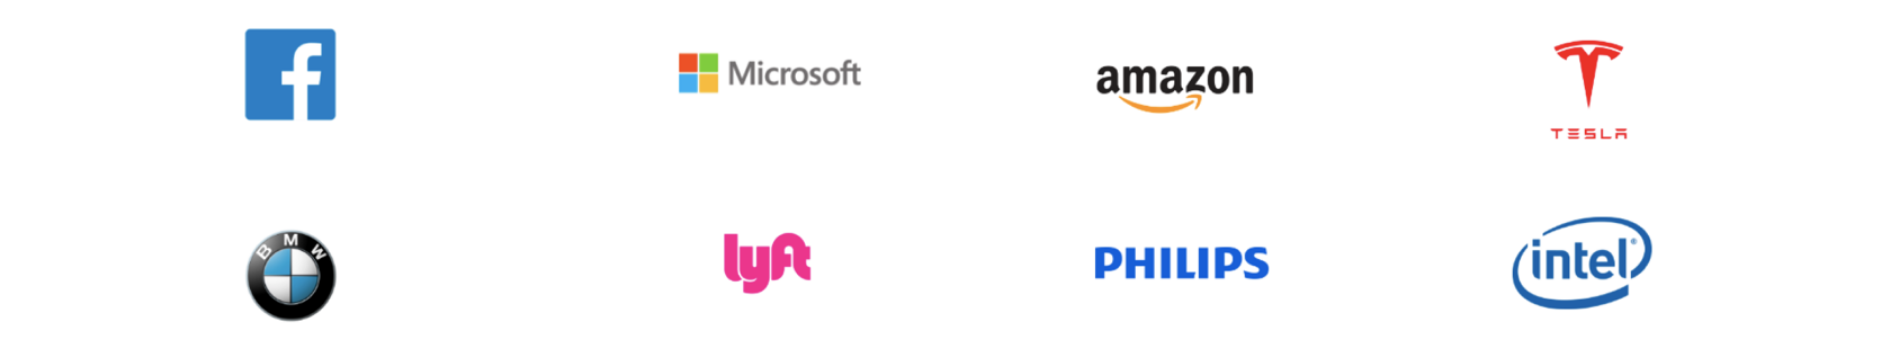 f
Microsoft
amazon
TESLA
BMW
lyft
PHILIPS
intel®